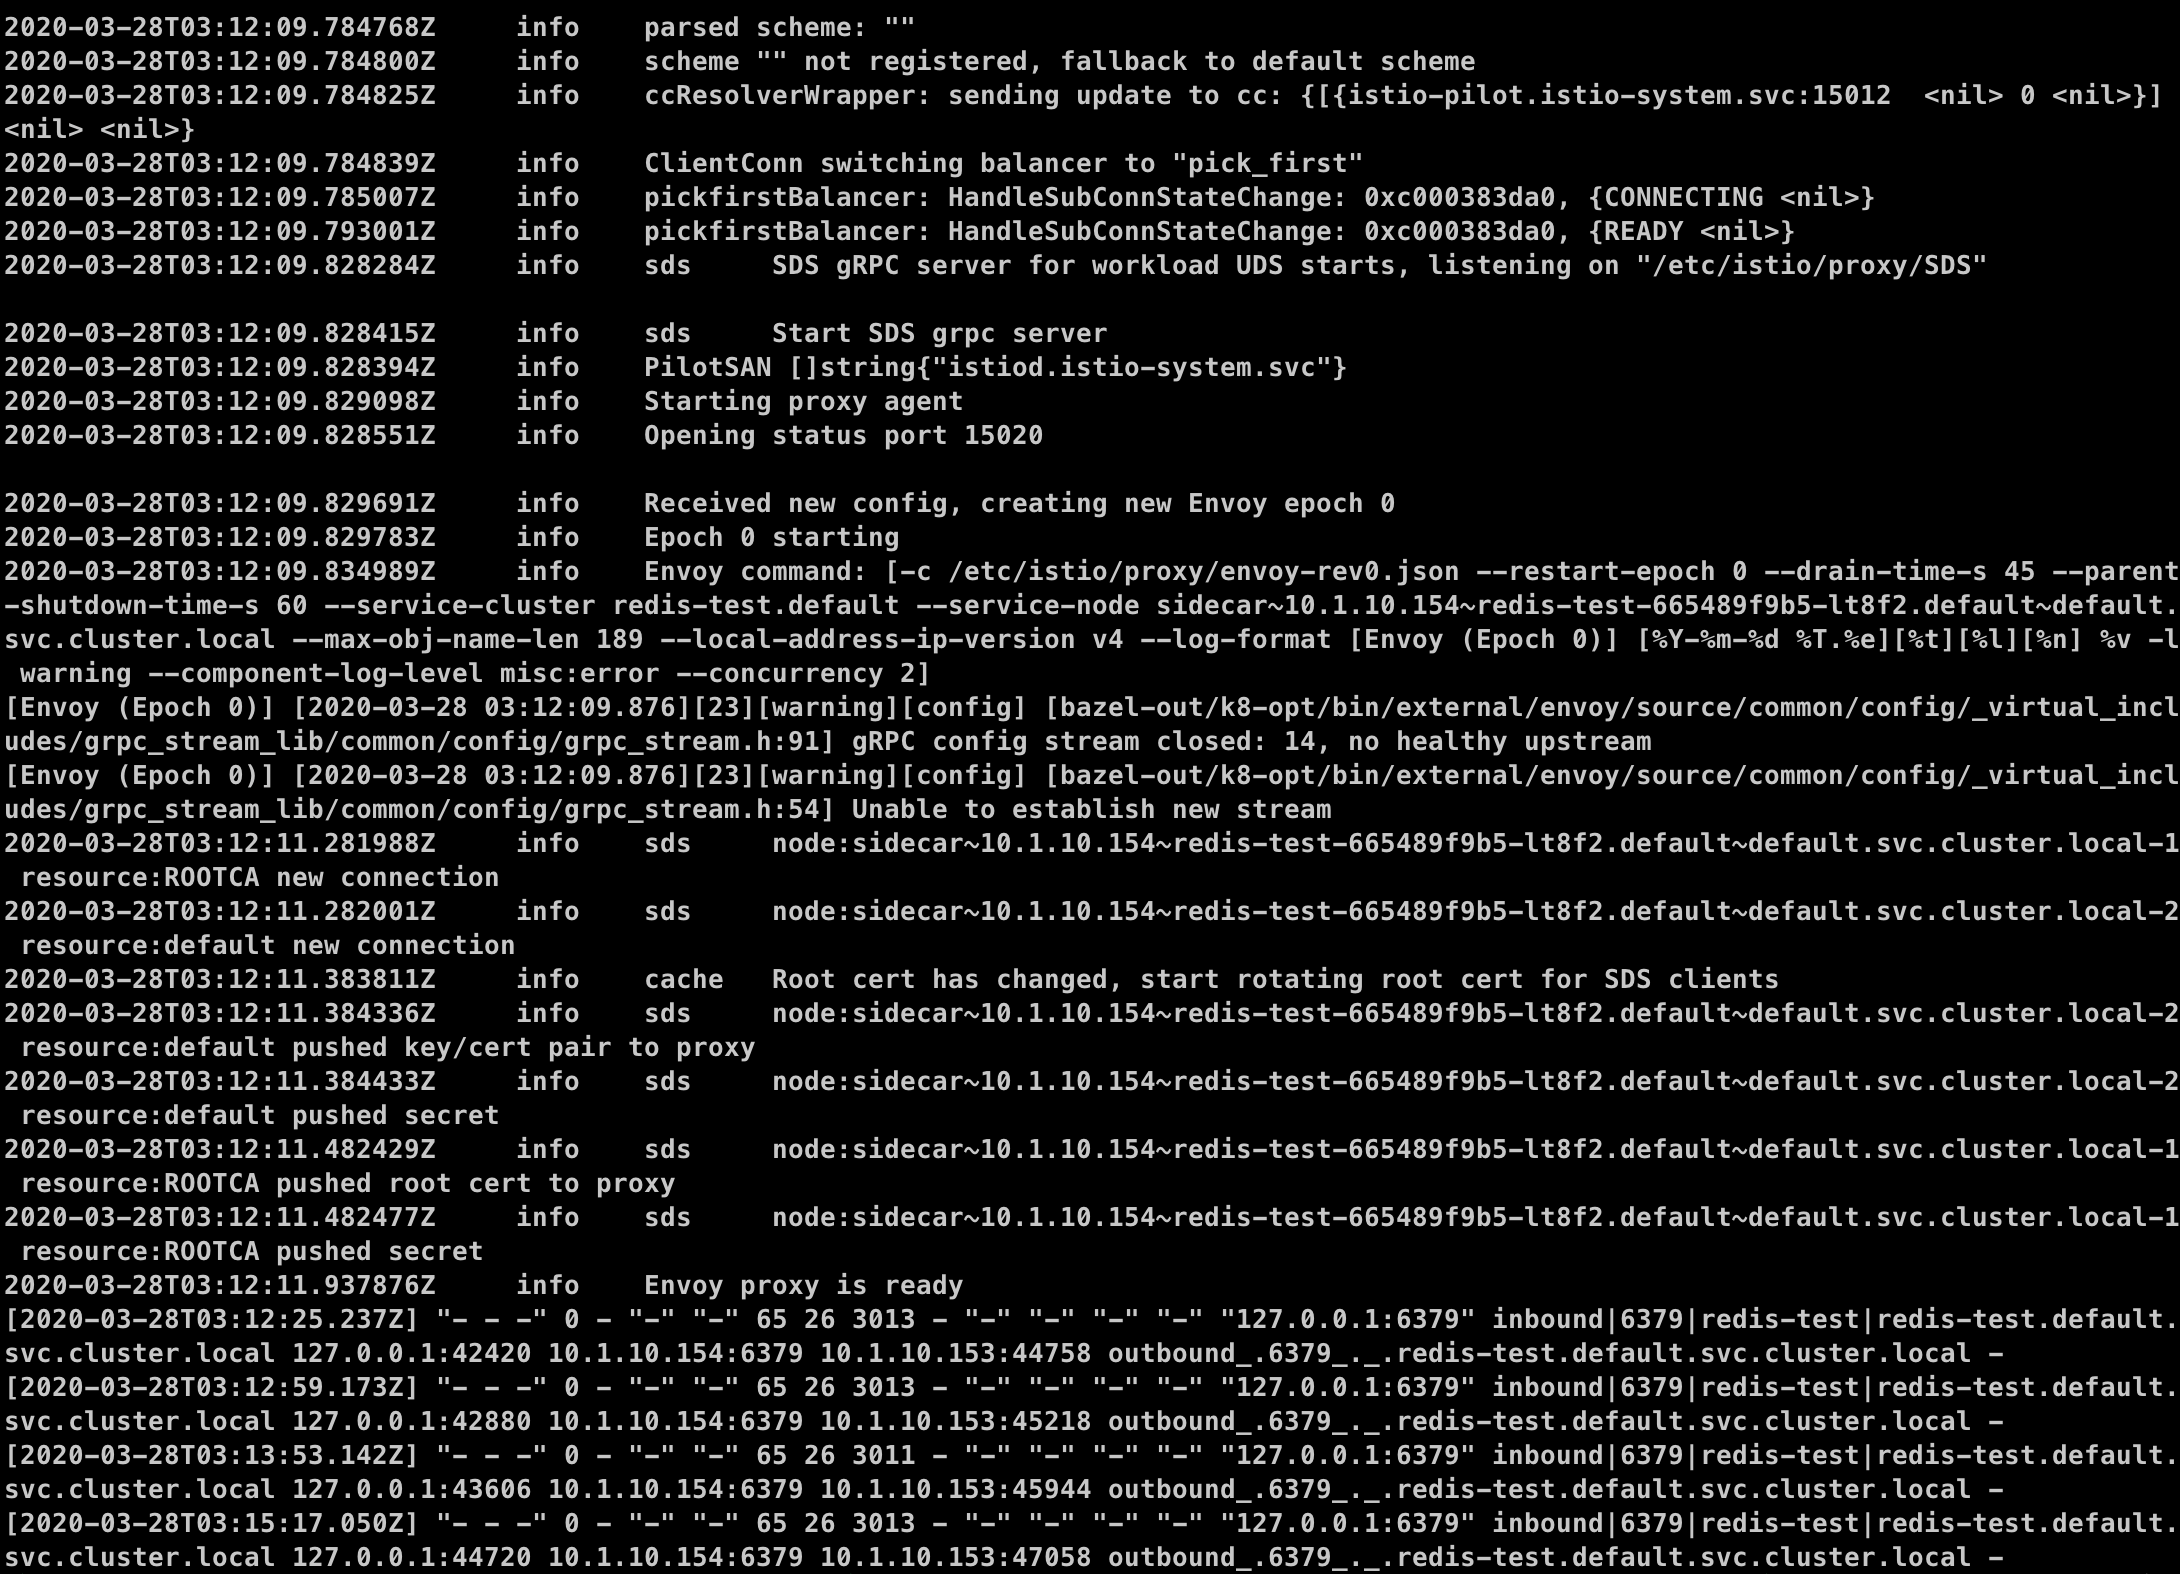 2020-03-28T03:12:09.784768Z     info    parsed scheme: ""
2020-03-28T03:12:09.784800Z     info    scheme "" not registered, fallback to default scheme
2020-03-28T03:12:09.784825Z     info    ccResolverWrapper: sending update to cc: {[{istio-pilot.istio-system.svc:15012  <nil> 0 <nil>}]
<nil> <nil>}
2020-03-28T03:12:09.784839Z     info    ClientConn switching balancer to "pick_first"
2020-03-28T03:12:09.785007Z     info    pickfirstBalancer: HandleSubConnStateChange: 0xc000383da0, {CONNECTING <nil>}
2020-03-28T03:12:09.793001Z     info    pickfirstBalancer: HandleSubConnStateChange: 0xc000383da0, {READY <nil>}
2020-03-28T03:12:09.828284Z     info    sds     SDS gRPC server for workload UDS starts, listening on "/etc/istio/proxy/SDS"
2020-03-28T03:12:09.828415Z     info    sds     Start SDS grpc server
2020-03-28T03:12:09.828394Z     info    PilotSAN []string{"istiod.istio-system.svc"}
2020-03-28T03:12:09.829098Z     info    Starting proxy agent
2020-03-28T03:12:09.828551Z     info    Opening status port 15020
2020-03-28T03:12:09.829691Z     info    Received new config, creating new Envoy epoch 0
2020-03-28T03:12:09.829783Z     info    Epoch 0 starting
2020-03-28T03:12:09.834989Z     info    Envoy command: [-c /etc/istio/proxy/envoy-rev0.json --restart-epoch 0 --drain-time-s 45 --parent
-shutdown-time-s 60 --service-cluster redis-test.default --service-node sidecar~10.1.10.154~redis-test-665489f9b5-lt8f2.default~default.
svc.cluster.local --max-obj-name-len 189 --local-address-ip-version v4 --log-format [Envoy (Epoch 0)] [%Y-%m-%d %T.%e][%t][%l][%n] %v -l
 warning --component-log-level misc:error --concurrency 2]
[Envoy (Epoch 0)] [2020-03-28 03:12:09.876][23][warning][config] [bazel-out/k8-opt/bin/external/envoy/source/common/config/_virtual_incl
udes/grpc_stream_lib/common/config/grpc_stream.h:91] gRPC config stream closed: 14, no healthy upstream
[Envoy (Epoch 0)] [2020-03-28 03:12:09.876][23][warning][config] [bazel-out/k8-opt/bin/external/envoy/source/common/config/_virtual_incl
udes/grpc_stream_lib/common/config/grpc_stream.h:54] Unable to establish new stream
2020-03-28T03:12:11.281988Z     info    sds     node:sidecar~10.1.10.154~redis-test-665489f9b5-lt8f2.default~default.svc.cluster.local-1
 resource:ROOTCA new connection
2020-03-28T03:12:11.282001Z     info    sds     node:sidecar~10.1.10.154~redis-test-665489f9b5-lt8f2.default~default.svc.cluster.local-2
 resource:default new connection
2020-03-28T03:12:11.383811Z     info    cache   Root cert has changed, start rotating root cert for SDS clients
2020-03-28T03:12:11.384336Z     info    sds     node:sidecar~10.1.10.154~redis-test-665489f9b5-lt8f2.default~default.svc.cluster.local-2
 resource:default pushed key/cert pair to proxy
2020-03-28T03:12:11.384433Z     info    sds     node:sidecar~10.1.10.154~redis-test-665489f9b5-lt8f2.default~default.svc.cluster.local-2
 resource:default pushed secret
2020-03-28T03:12:11.482429Z     info    sds     node:sidecar~10.1.10.154~redis-test-665489f9b5-lt8f2.default~default.svc.cluster.local-1
 resource:ROOTCA pushed root cert to proxy
2020-03-28T03:12:11.482477Z     info    sds     node:sidecar~10.1.10.154~redis-test-665489f9b5-lt8f2.default~default.svc.cluster.local-1
 resource:ROOTCA pushed secret
2020-03-28T03:12:11.937876Z     info    Envoy proxy is ready
[2020-03-28T03:12:25.237Z] "- - -" 0 - "-" "-" 65 26 3013 - "-" "-" "-" "-" "127.0.0.1:6379" inbound|6379|redis-test|redis-test.default.
svc.cluster.local 127.0.0.1:42420 10.1.10.154:6379 10.1.10.153:44758 outbound_.6379_._.redis-test.default.svc.cluster.local -
[2020-03-28T03:12:59.173Z] "- - -" 0 - "-" "-" 65 26 3013 - "-" "-" "-" "-" "127.0.0.1:6379" inbound|6379|redis-test|redis-test.default.
svc.cluster.local 127.0.0.1:42880 10.1.10.154:6379 10.1.10.153:45218 outbound_.6379_._.redis-test.default.svc.cluster.local -
[2020-03-28T03:13:53.142Z] "- - -" 0 - "-" "-" 65 26 3011 - "-" "-" "-" "-" "127.0.0.1:6379" inbound|6379|redis-test|redis-test.default.
svc.cluster.local 127.0.0.1:43606 10.1.10.154:6379 10.1.10.153:45944 outbound_.6379_._.redis-test.default.svc.cluster.local -
[2020-03-28T03:15:17.050Z] "- - -" 0 - "-" "-" 65 26 3013 - "-" "-" "-" "-" "127.0.0.1:6379" inbound|6379|redis-test|redis-test.default.
svc.cluster.local 127.0.0.1:44720 10.1.10.154:6379 10.1.10.153:47058 outbound_.6379_._.redis-test.default.svc.cluster.local -